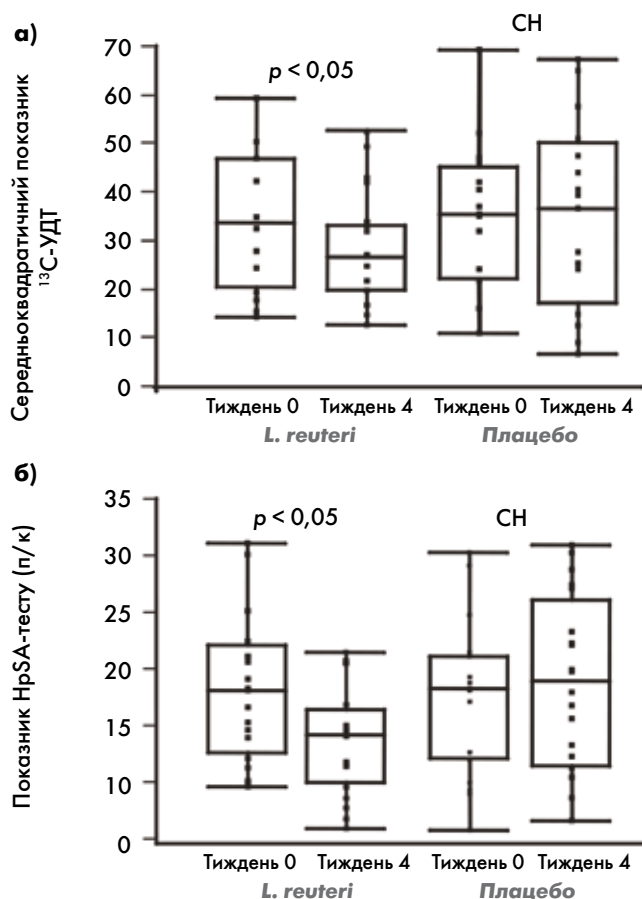 а)
СН
p < 0,05
Середньоквадратичний показник
¹³С-УДТ
70
60
50
40
30
20
10
0
Тиждень 0 Тиждень 4 Тиждень 0 Тиждень 4
L. reuteri Плацебо
б)
p < 0,05 СН
Показник HpSA-тесту (п/к)
35
30
25
20
15
10
0
Тиждень 0 Тиждень 4 Тиждень 0 Тиждень 4
L. reuteri Плацебо